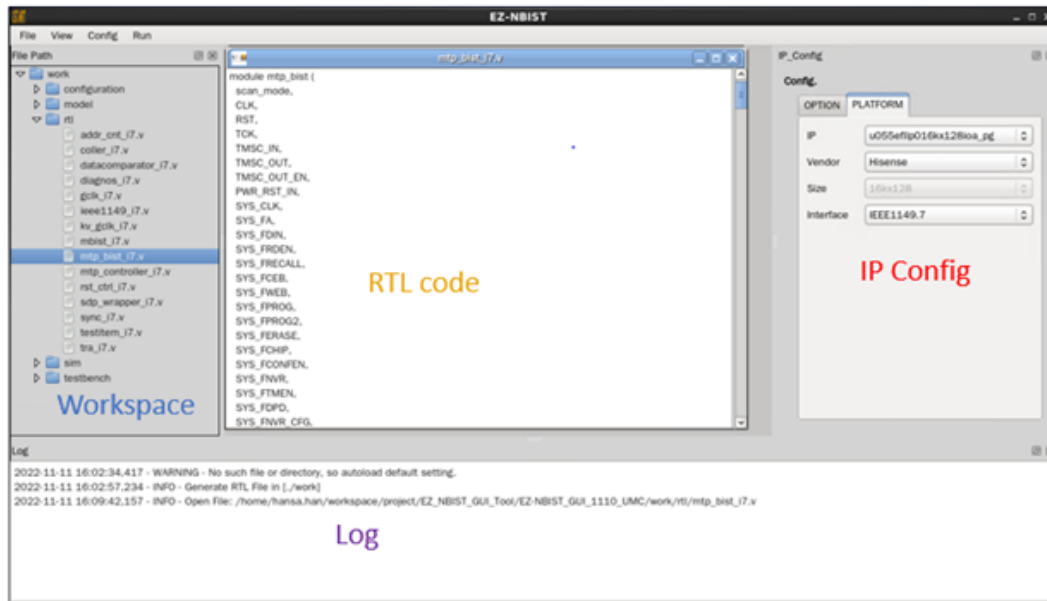 EZ-NBIST
File View Config Run
File Path
work
configuration
model
rtl
addr_cnt_i7.v
coller_i7.v
datacomparator_i7.v
diagnos_i7.v
gclk_i7.v
ieee1149_i7.v
kv_gclk_i7.v
mbist_i7.v
mtp_bist_i7.v
mtp_controller_i7.v
rst_ctrl_i7.v
sdp_wrapper_i7.v
sync_i7.v
testitem_i7.v
tra_i7.v
sim
testbench
Workspace
mtp_bist_i7.v
module mtp_bist (
scan_mode,
CLK,
RST,
TCK,
TMSC_IN,
TMSC_OUT,
TMSC_OUT_EN,
PWR_RST_IN,
SYS_CLK,
SYS_FA,
SYS_FDIN,
SYS_FRDEN,
SYS_FRECALL,
SYS_FCEB,
SYS_FWEB,
SYS_FPROG,
SYS_FPROG2,
SYS_FERASE,
SYS_FCHIP,
SYS_FCONFEN,
SYS_FNVR,
SYS_FTMEN,
SYS_FDPD,
SYS_FNVR_CFG,
RTL code
IP_Config
Config.
OPTION PLATFORM
IP u055eflip016kx128ioa_pg
Vendor Hisense
Size 16kx128
Interface IEEE1149.7
IP Config
Log
2022-11-11 16:02:34,417 - WARNING - No such file or directory, so autoload default setting.
2022-11-11 16:02:57,234 - INFO - Generate RTL File in [./work]
2022-11-11 16:09:42,157 - INFO - Open File: /home/hansa.han/workspace/project/EZ_NBIST_GUI_Tool/EZ-NBIST_GUI_1110_UMC/work/rtl/mtp_bist_i7.v
Log